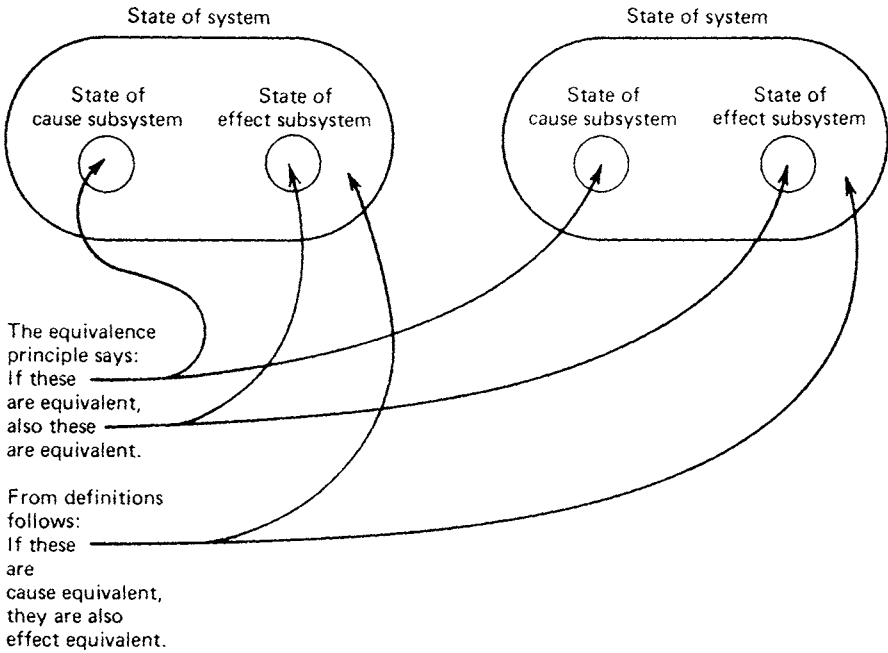 State of system
State of system
State of
cause subsystem
State of
effect subsystem
State of
cause subsystem
State of
effect subsystem
The equivalence
principle says:
If these
are equivalent,
also these
are equivalent.
From definitions
follows:
If these
are
cause equivalent,
they are also
effect equivalent.